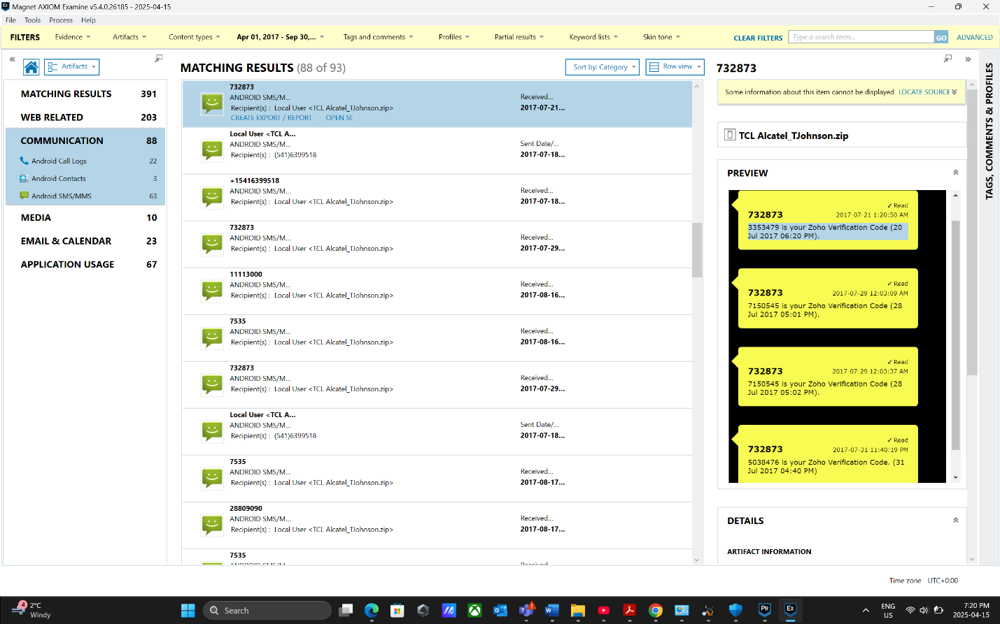 Magnet AXIOM Examine v5.4.0.26185 - 2025-04-15
File Tools Process Help
FILTERS Evidence Artifacts Content types Apr 01, 2017 - Sep 30,... Tags and comments Profiles Partial results Keyword lists Skin tone CLEAR FILTERS Type a search term... GO ADVANCED
Artifacts
MATCHING RESULTS 391
WEB RELATED 203
COMMUNICATION 88
Android Call Logs 22
Android Contacts 3
Android SMS/MMS 63
MEDIA 10
EMAIL & CALENDAR 23
APPLICATION USAGE 67
MATCHING RESULTS (88 of 93)
Sort by: Category
Row view
732873
ANDROID SMS/M... Received...
Recipient(s) : Local User <TCL Alcatel_TJohnson.zip> 2017-07-21...
CREATE EXPORT / REPORT OPEN SC
Local User <TCL A...
ANDROID SMS/M... Sent Date/...
Recipient(s) : (541)6399518 2017-07-18...
+15416399518
ANDROID SMS/M... Received...
Recipient(s) : Local User <TCL Alcatel_TJohnson.zip> 2017-07-18...
732873
ANDROID SMS/M... Received...
Recipient(s) : Local User <TCL Alcatel_TJohnson.zip> 2017-07-29...
11113000
ANDROID SMS/M... Received...
Recipient(s) : Local User <TCL Alcatel_TJohnson.zip> 2017-08-16...
7535
ANDROID SMS/M... Received...
Recipient(s) : Local User <TCL Alcatel_TJohnson.zip> 2017-08-16...
732873
ANDROID SMS/M... Received...
Recipient(s) : Local User <TCL Alcatel_TJohnson.zip> 2017-07-29...
Local User <TCL A...
ANDROID SMS/M... Sent Date/...
Recipient(s) : (541)6399518 2017-07-18...
7535
ANDROID SMS/M... Received...
Recipient(s) : Local User <TCL Alcatel_TJohnson.zip> 2017-08-17...
28809090
ANDROID SMS/M... Received...
Recipient(s) : Local User <TCL Alcatel_TJohnson.zip> 2017-08-17...
7535
732873
Some information about this item cannot be displayed LOCATE SOURCE
TCL Alcatel_TJohnson.zip
PREVIEW
✓ Read
732873 2017-07-21 1:20:50 AM
3353479 is your Zoho Verification Code (20
Jul 2017 06:20 PM).
✓ Read
732873 2017-07-29 12:03:09 AM
7150545 is your Zoho Verification Code (28
Jul 2017 05:01 PM).
✓ Read
732873 2017-07-29 12:03:37 AM
7150545 is your Zoho Verification Code (28
Jul 2017 05:02 PM).
✓ Read
732873 2017-07-31 11:40:19 PM
5038476 is your Zoho Verification Code. (31
Jul 2017 04:40 PM)
DETAILS
ARTIFACT INFORMATION
TAGS, COMMENTS & PROFILES
Time zone UTC+0:00
4
2°C
Windy
Search
PR
EX
ENG
US
7:20 PM
2025-04-15